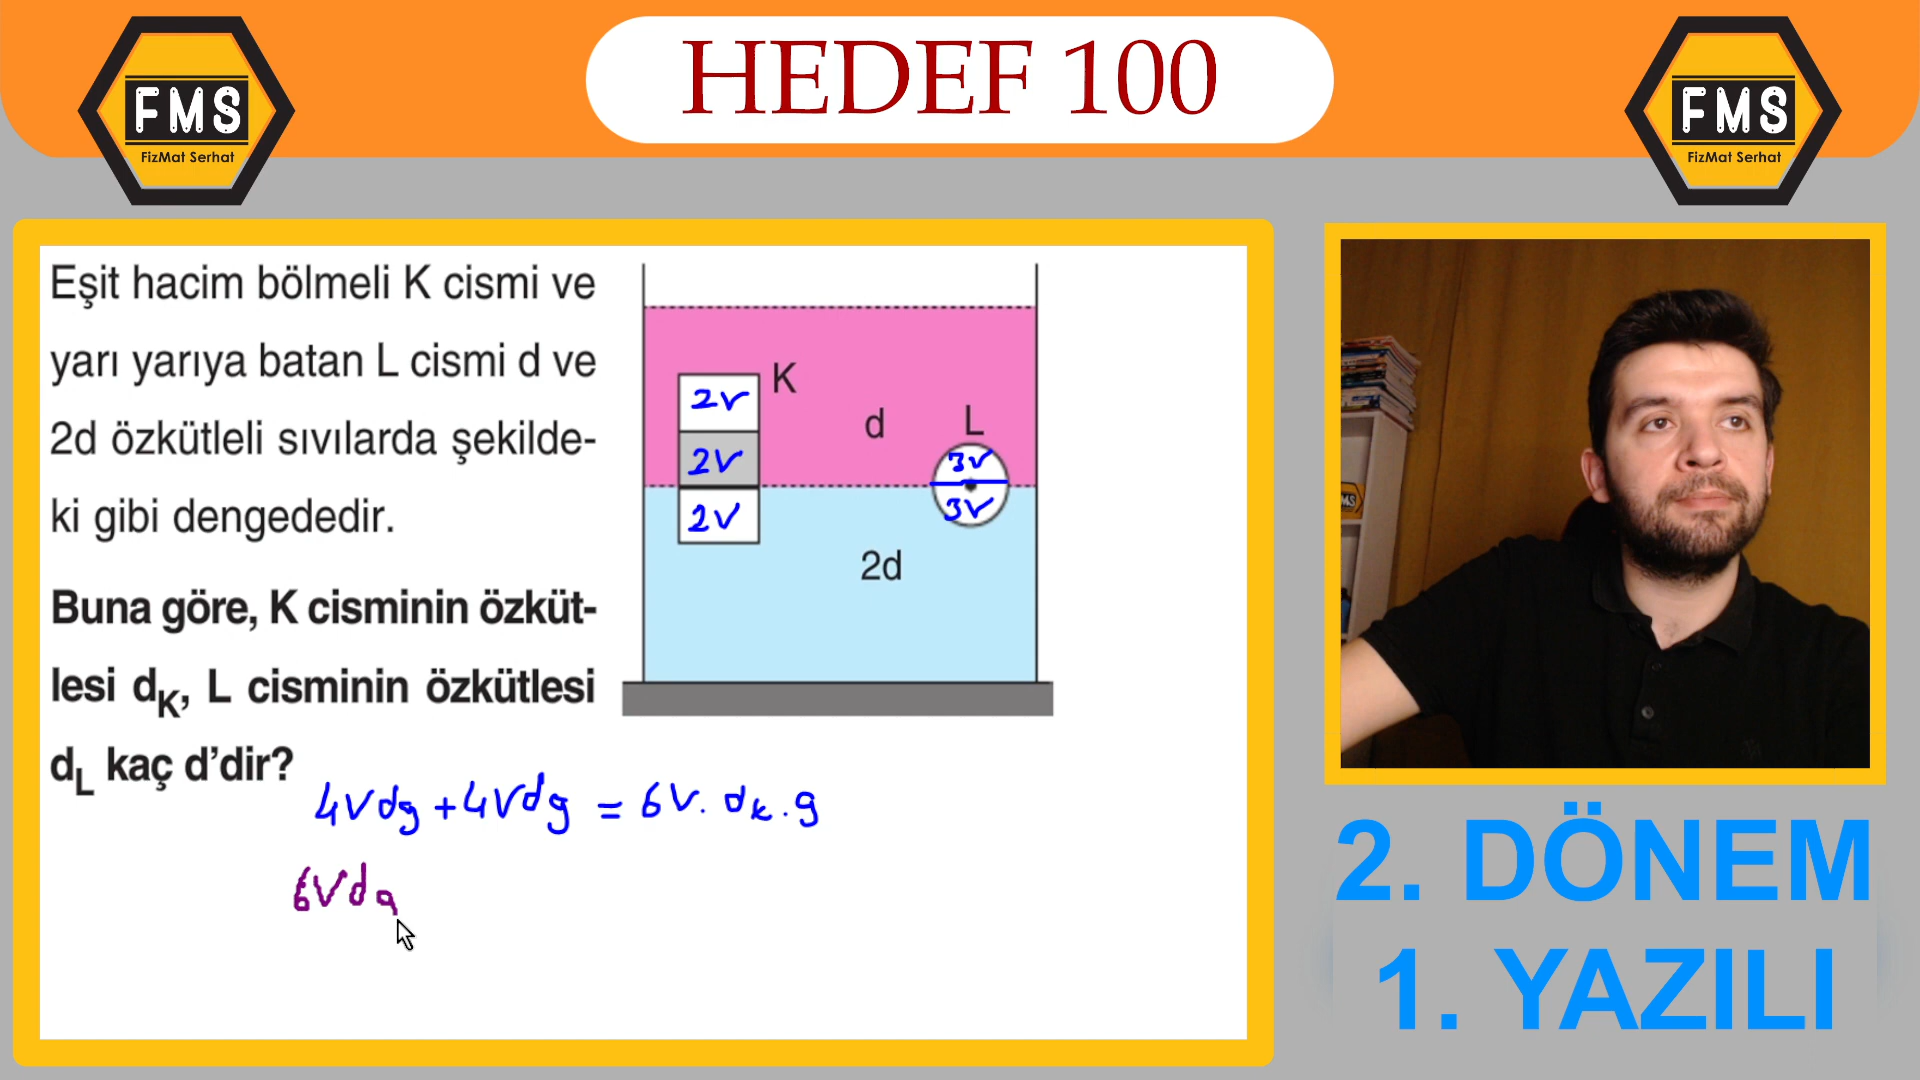 HEDEF 100
FMS
FizMat Serhat
FMS
FizMat Serhat
Eşit hacim bölmeli K cismi ve
yarı yarıya batan L cismi d ve
2d özkütleli sıvılarda şekilde-
ki gibi dengededir.
Buna göre, K cisminin özküt-
lesi dK, L cisminin özkütlesi
dL kaç d'dir?
2V
K
2V
2V
d
L
3V
3V
2d
4Vdg + 4Vdg = 6V. dk. g
6Vdg
2. DÖNEM
1. YAZILI